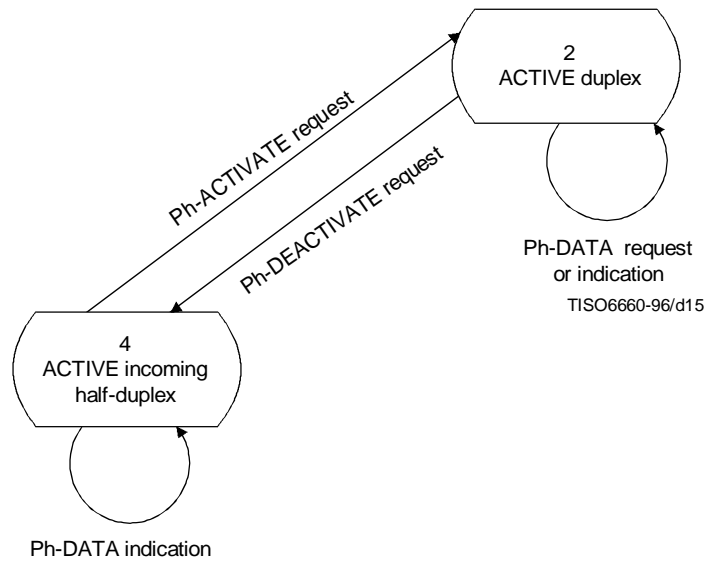 2
ACTIVE duplex
Ph-ACTIVATE request
Ph-DEACTIVATE request
Ph-DATA request
or indication
TISO6660-96/d15
4
ACTIVE incoming
half-duplex
Ph-DATA indication